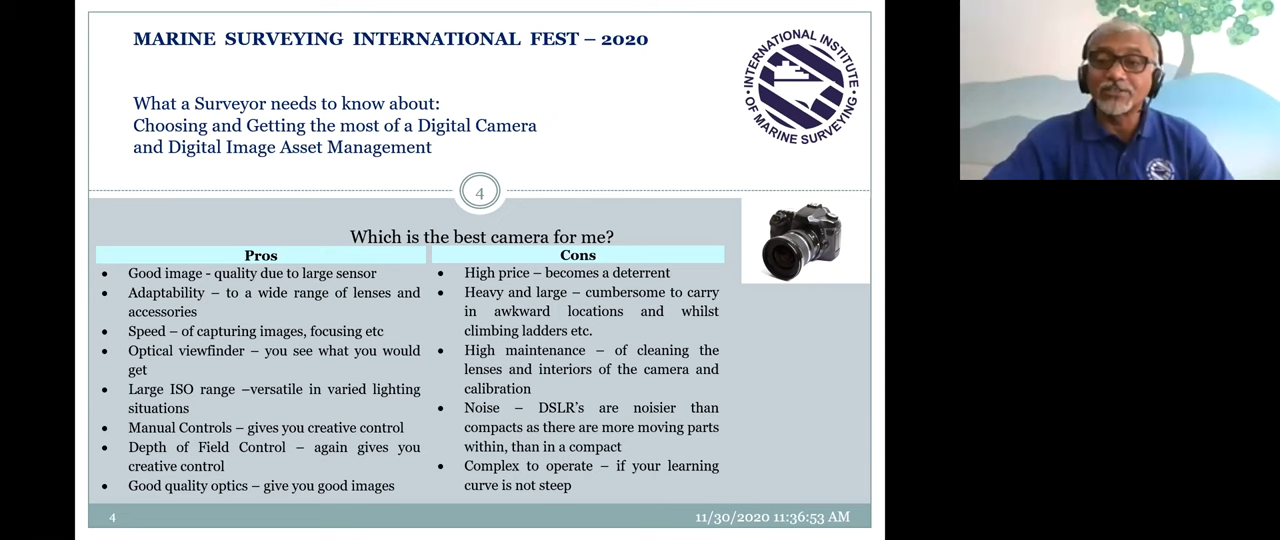 MARINE SURVEYING INTERNATIONAL FEST – 2020
INTERNATIONAL INSTITUTE
• OF MARINE SURVEYING •
What a Surveyor needs to know about:
Choosing and Getting the most of a Digital Camera
and Digital Image Asset Management
4
Which is the best camera for me?
Pros
• Good image - quality due to large sensor
• Adaptability – to a wide range of lenses and
accessories
• Speed – of capturing images, focusing etc
• Optical viewfinder – you see what you would
get
• Large ISO range –versatile in varied lighting
situations
• Manual Controls – gives you creative control
• Depth of Field Control – again gives you
creative control
• Good quality optics – give you good images
Cons
• High price – becomes a deterrent
• Heavy and large – cumbersome to carry
in awkward locations and whilst
climbing ladders etc.
• High maintenance – of cleaning the
lenses and interiors of the camera and
calibration
• Noise – DSLR's are noisier than
compacts as there are more moving parts
within, than in a compact
• Complex to operate – if your learning
curve is not steep
4
11/30/2020 11:36:53 AM